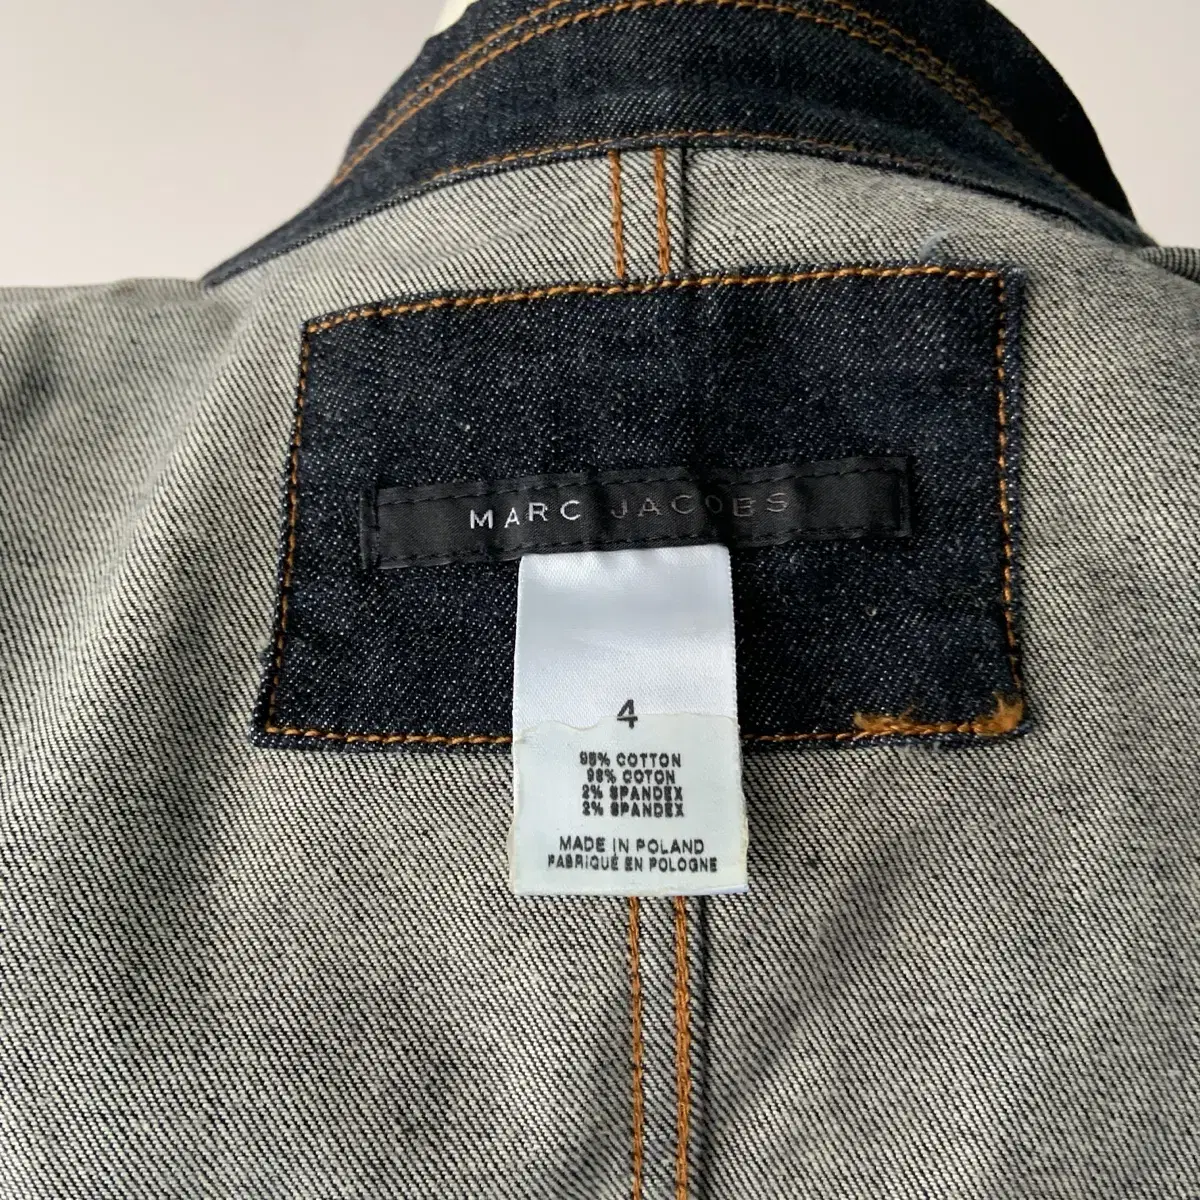 MARC JACOBS
4
98% COTTON
98% COTON
2% SPANDEX
2% SPANDEX
MADE IN POLAND
FABRIQUÉ EN POLOGNE